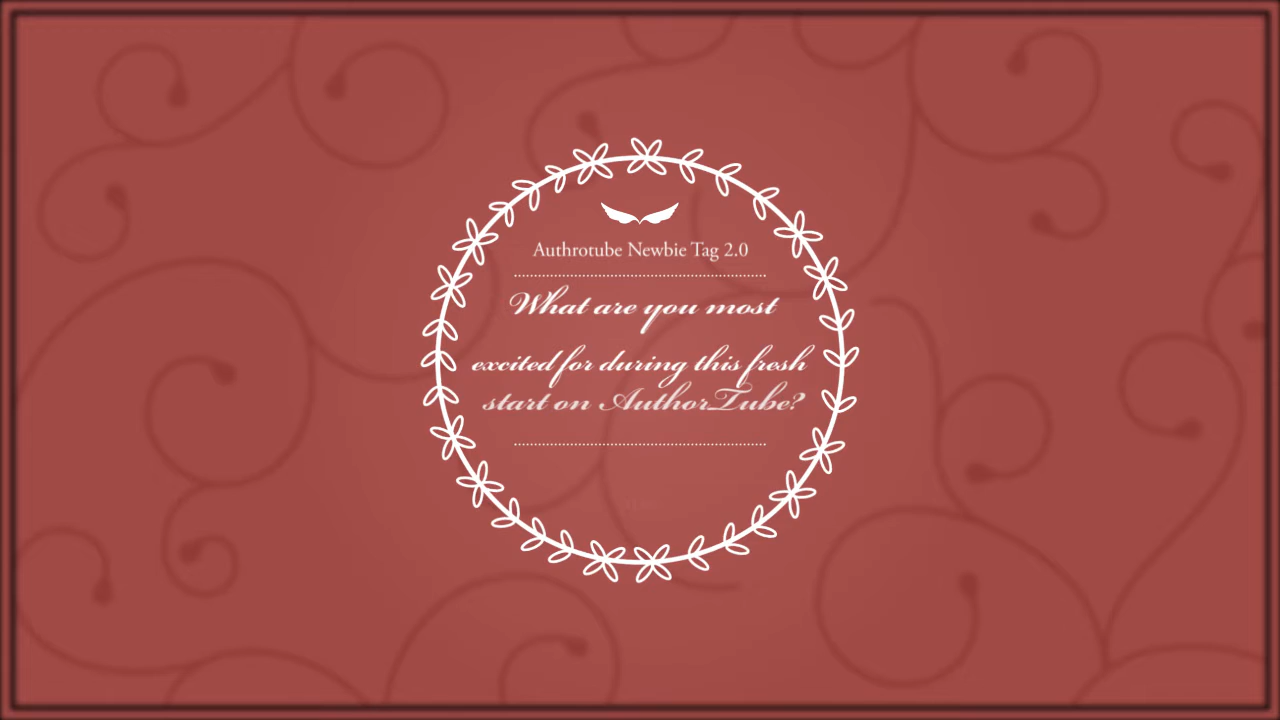 Authrotube Newbie Tag 2.0
What are you most
excited for during this fresh
start on AuthorTube?